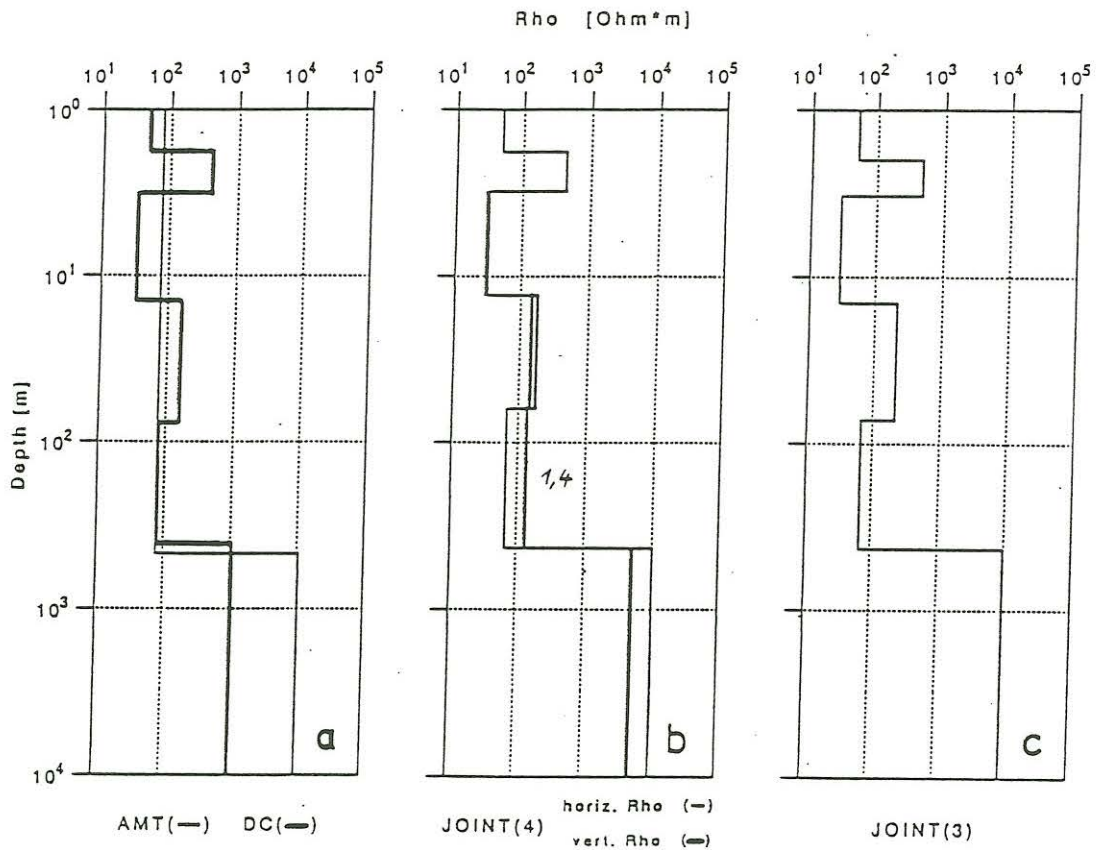 Rho [Ohm*m]
10¹ 10² 10³ 10⁴ 10⁵ 10¹ 10² 10³ 10⁴ 10⁵ 10¹ 10² 10³ 10⁴ 10⁵
10⁰
10¹
10²
10³
10⁴
Depth [m]
1,4
a b c
AMT(—) DC(—) JOINT(4) horiz. Rho (—) JOINT(3)
vert. Rho (—)